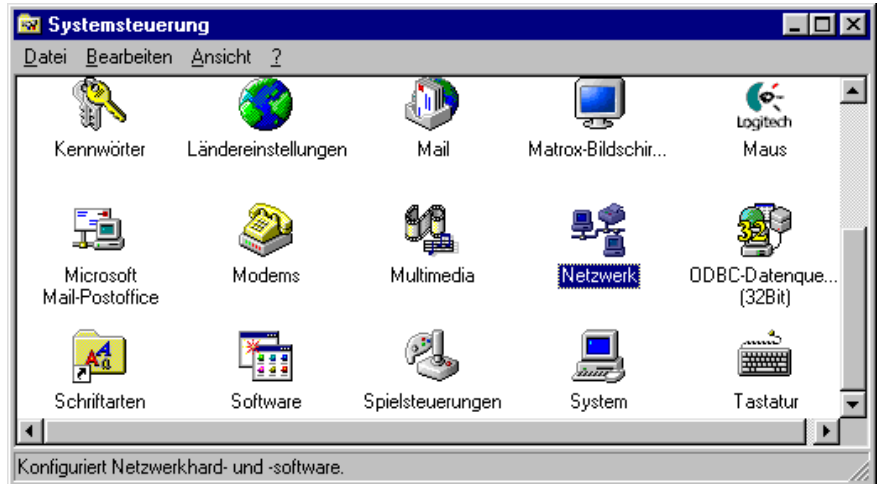 Systemsteuerung
Datei Bearbeiten Ansicht ?
Logitech
Kennwörter Ländereinstellungen Mail Matrox-Bildschir... Maus
32
Microsoft Mail-Postoffice Modems Multimedia Netzwerk ODBC-Datenque... (32Bit)
Schriftarten Software Spielsteuerungen System Tastatur
Konfiguriert Netzwerkhard- und -software.